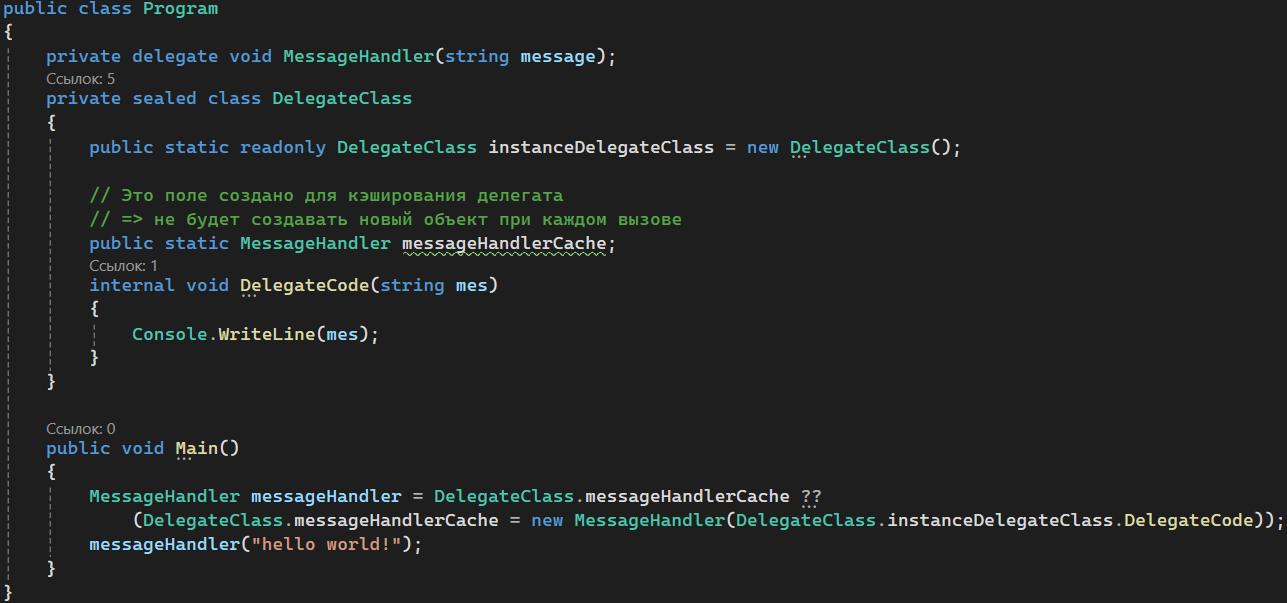 public class Program
{
private delegate void MessageHandler(string message);
Ссылок: 5
private sealed class DelegateClass
{
public static readonly DelegateClass instanceDelegateClass = new DelegateClass();
// Это поле создано для кэширования делегата
// => не будет создавать новый объект при каждом вызове
public static MessageHandler messageHandlerCache;
Ссылок: 1
internal void DelegateCode(string mes)
{
Console.WriteLine(mes);
}
}
Ссылок: 0
public void Main()
{
MessageHandler messageHandler = DelegateClass.messageHandlerCache ??
(DelegateClass.messageHandlerCache = new MessageHandler(DelegateClass.instanceDelegateClass.DelegateCode));
messageHandler("hello world!");
}
}